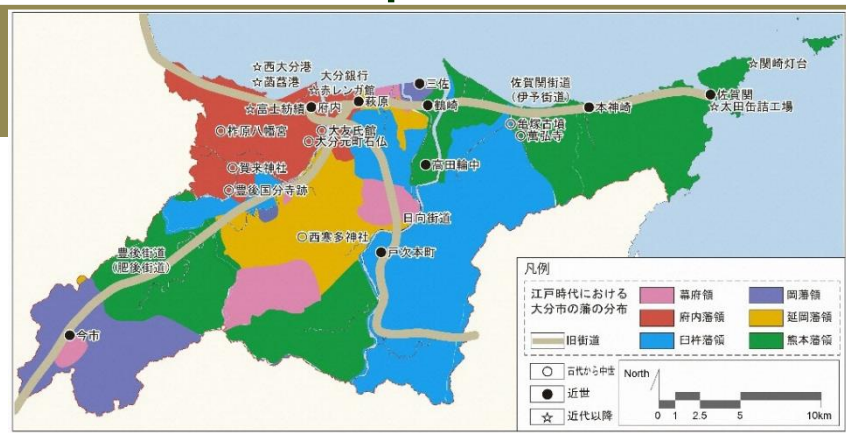 ☆西大分港
☆菡萏港
大分銀行
☆赤レンガ館
三佐
佐賀関街道
(伊予街道)
☆関崎灯台
☆富士紡績
府内
萩原
鶴崎
本神崎
佐賀関
☆太田缶詰工場
○柞原八幡宮
○大友氏館
○大分元町石仏
○亀塚古墳
○萬弘寺
○賀来神社
高田輪中
○豊後国分寺跡
日向街道
○西寒多神社
豊後街道
(肥後街道)
戸次本町
今市
凡例
江戸時代における
大分市の藩の分布
幕府領
岡藩領
府内藩領
延岡藩領
臼杵藩領
熊本藩領
旧街道
○ 古代から中世
● 近世
☆ 近代以降
North
0 1 2.5 5 10km